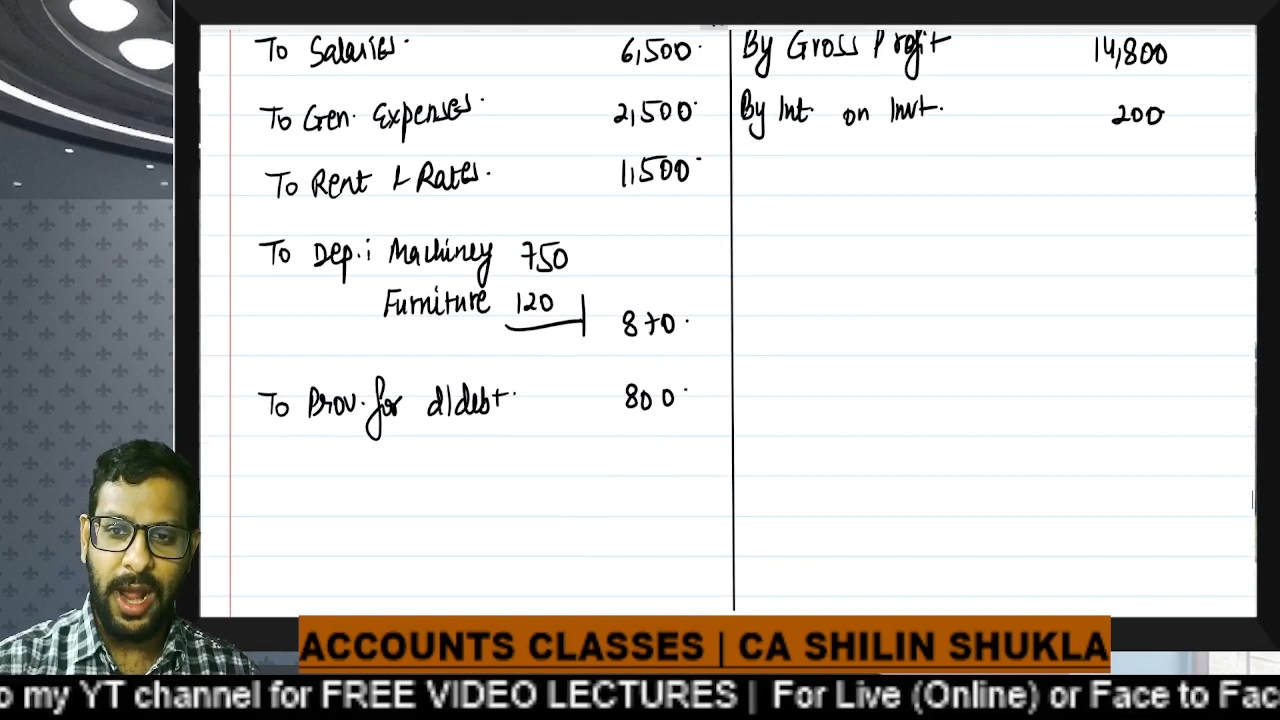 To Salaries. 6,500.
To Gen. Expenses. 2,500.
To Rent & Rates. 1,500.
To Dep.: Machinery 750
Furniture 120 870.
To Prov. for d/debt. 800.
By Gross Profit 14,800
By Int. on Invt. 200
ACCOUNTS CLASSES | CA SHILIN SHUKLA
o my YT channel for FREE VIDEO LECTURES | For Live (Online) or Face to Fac